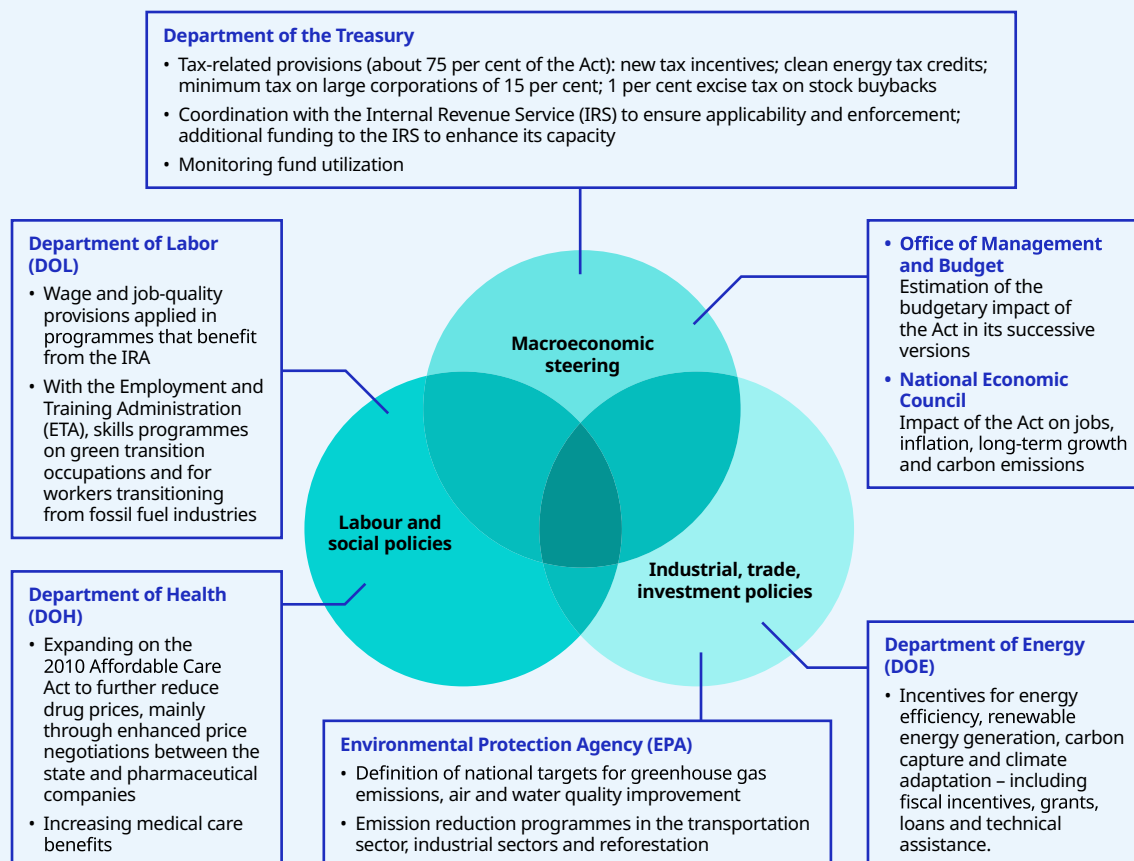 Department of the Treasury
• Tax-related provisions (about 75 per cent of the Act): new tax incentives; clean energy tax credits;
minimum tax on large corporations of 15 per cent; 1 per cent excise tax on stock buybacks
• Coordination with the Internal Revenue Service (IRS) to ensure applicability and enforcement;
additional funding to the IRS to enhance its capacity
• Monitoring fund utilization
Department of Labor
(DOL)
• Wage and job-quality
provisions applied in
programmes that benefit
from the IRA
• With the Employment and
Training Administration
(ETA), skills programmes
on green transition
occupations and for
workers transitioning
from fossil fuel industries
• Office of Management
and Budget
Estimation of the
budgetary impact of
the Act in its successive
versions
• National Economic
Council
Impact of the Act on jobs,
inflation, long-term growth
and carbon emissions
Macroeconomic
steering
Labour and
social policies
Industrial, trade,
investment policies
Department of Health
(DOH)
• Expanding on the
2010 Affordable Care
Act to further reduce
drug prices, mainly
through enhanced price
negotiations between the
state and pharmaceutical
companies
• Increasing medical care
benefits
Environmental Protection Agency (EPA)
• Definition of national targets for greenhouse gas
emissions, air and water quality improvement
• Emission reduction programmes in the transportation
sector, industrial sectors and reforestation
Department of Energy
(DOE)
• Incentives for energy
efficiency, renewable
energy generation, carbon
capture and climate
adaptation – including
fiscal incentives, grants,
loans and technical
assistance.